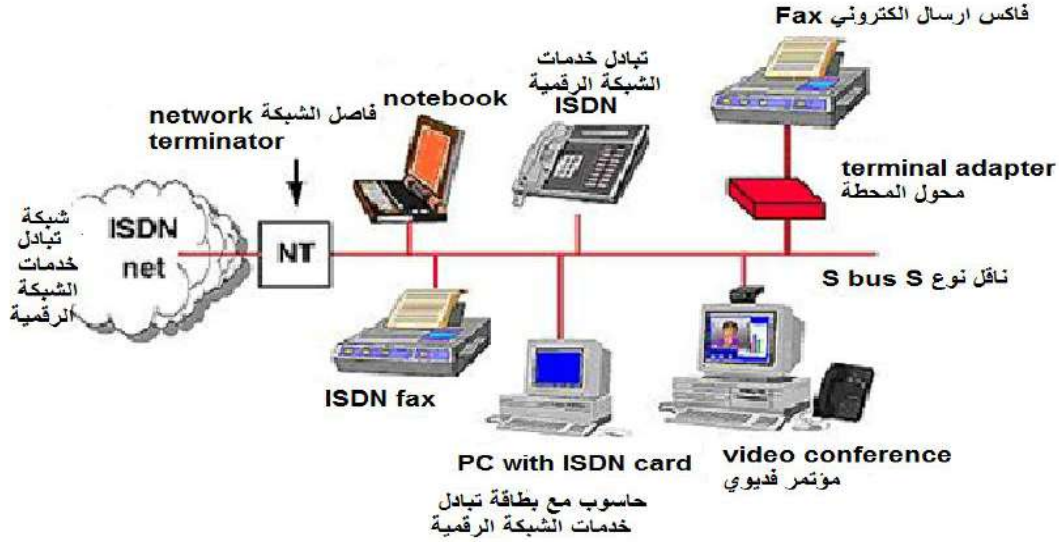 فاكس ارسال الكتروني Fax
تبادل خدمات
الشبكة الرقمية
ISDN
notebook
network فاصل الشبكة
terminator
terminal adapter
محول المحطة
شبكة
تبادل
خدمات
الشبكة
الرقمية
ISDN
net
NT
ناقل نوع S bus S
ISDN fax
PC with ISDN card
حاسوب مع بطاقة تبادل
خدمات الشبكة الرقمية
video conference
مؤتمر فديوي